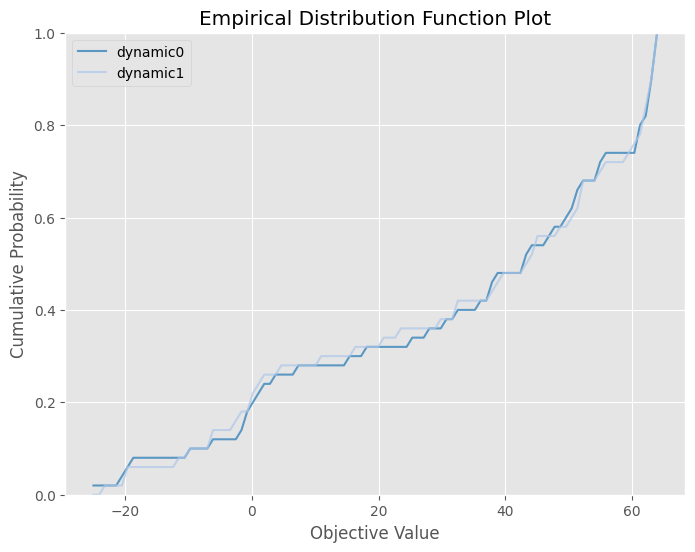 Empirical Distribution Function Plot
dynamic0
dynamic1
Cumulative Probability
1.0
0.8
0.6
0.4
0.2
0.0
−20
0
20
40
60
Objective Value